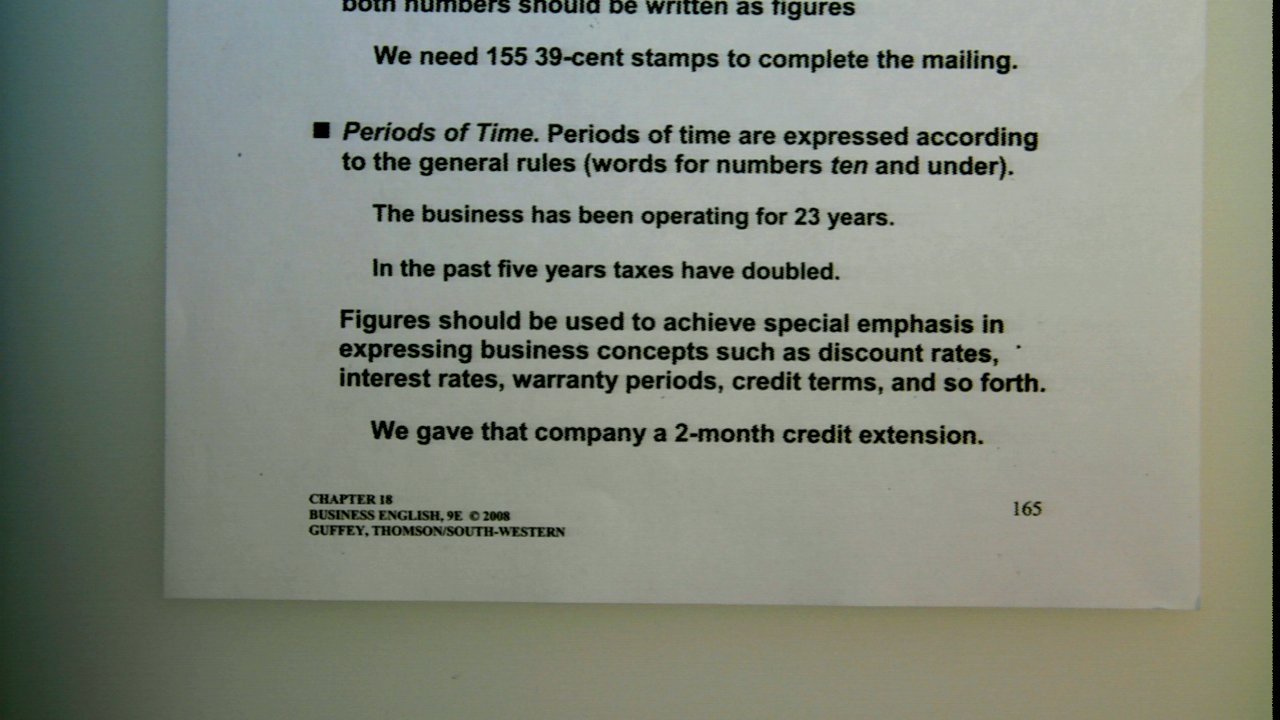 both numbers should be written as figures
We need 155 39-cent stamps to complete the mailing.
■ Periods of Time. Periods of time are expressed according
to the general rules (words for numbers ten and under).
The business has been operating for 23 years.
In the past five years taxes have doubled.
Figures should be used to achieve special emphasis in
expressing business concepts such as discount rates,
interest rates, warranty periods, credit terms, and so forth.
We gave that company a 2-month credit extension.
CHAPTER 18
BUSINESS ENGLISH, 9E © 2008
GUFFEY, THOMSON/SOUTH-WESTERN
165